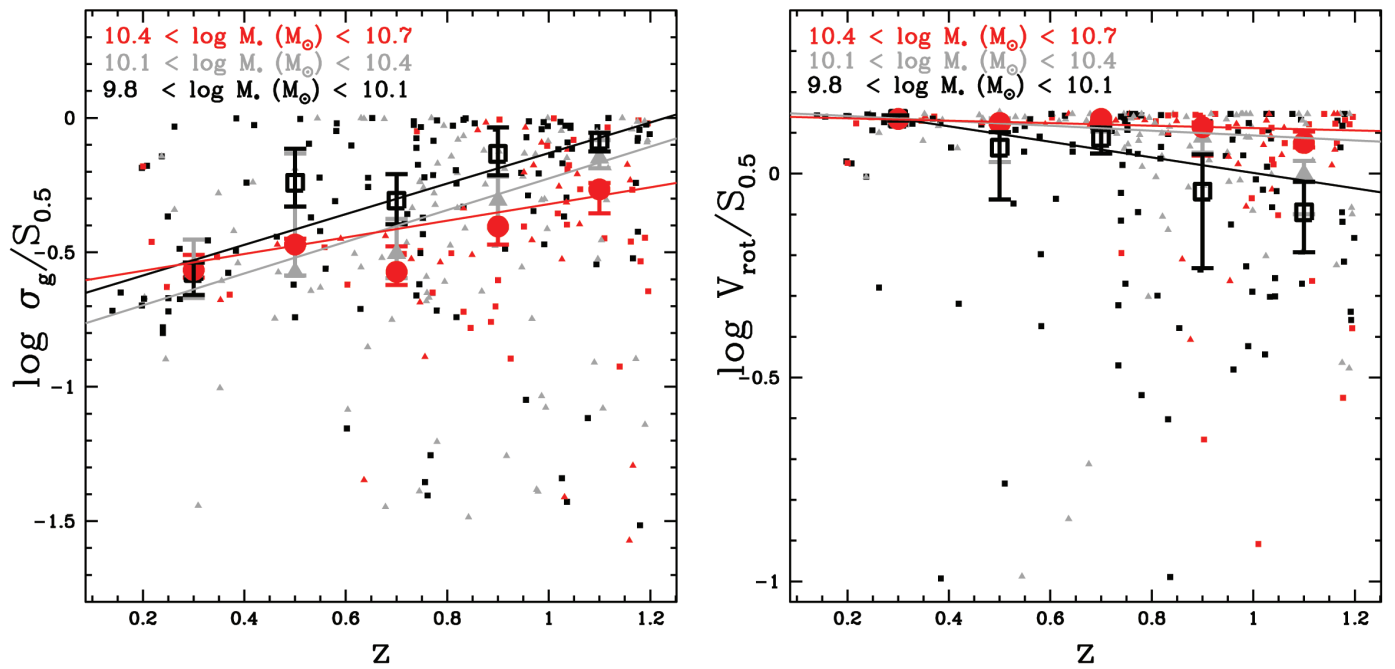 10.4 < log M* (M⊙) < 10.7
10.1 < log M* (M⊙) < 10.4
9.8 < log M* (M⊙) < 10.1
0
-0.5
-1
-1.5
log σg/S0.5
0.2 0.4 0.6 0.8 1 1.2
z
10.4 < log M* (M⊙) < 10.7
10.1 < log M* (M⊙) < 10.4
9.8 < log M* (M⊙) < 10.1
0
-0.5
-1
log Vrot/S0.5
0.2 0.4 0.6 0.8 1 1.2
z